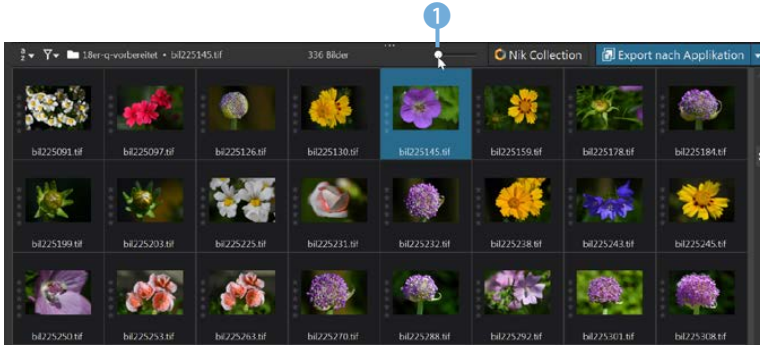 1
18er-q-vorbereitet • bil225145.tif 336 Bilder Nik Collection Export nach Applikation
bil225091.tif bil225097.tif bil225126.tif bil225130.tif bil225145.tif bil225159.tif bil225178.tif bil225184.tif
bil225199.tif bil225203.tif bil225225.tif bil225231.tif bil225232.tif bil225238.tif bil225243.tif bil225245.tif
bil225250.tif bil225253.tif bil225263.tif bil225270.tif bil225288.tif bil225292.tif bil225301.tif bil225308.tif